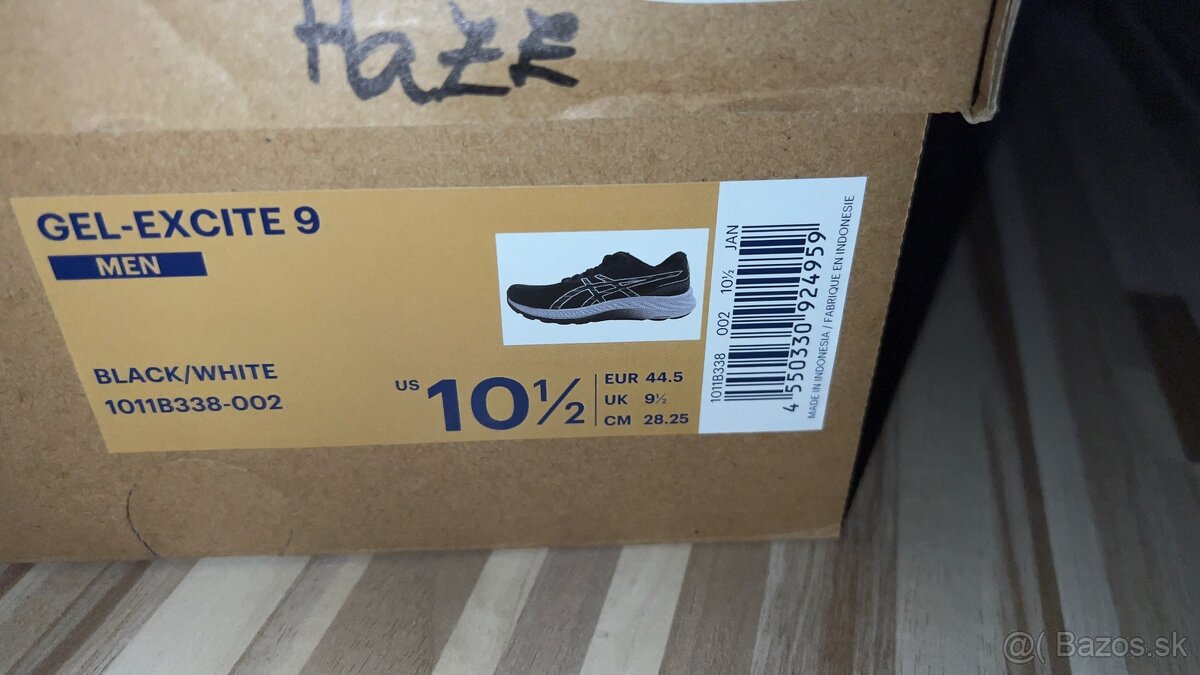 HaZE
GEL-EXCITE 9
MEN
BLACK/WHITE
1011B338-002
US 10½
EUR 44.5
UK 9½
CM 28.25
1011B338 002 10½ JAN
4 550330 924959
MADE IN INDONESIA / FABRIQUE EN INDONESIE
@( Bazos.sk